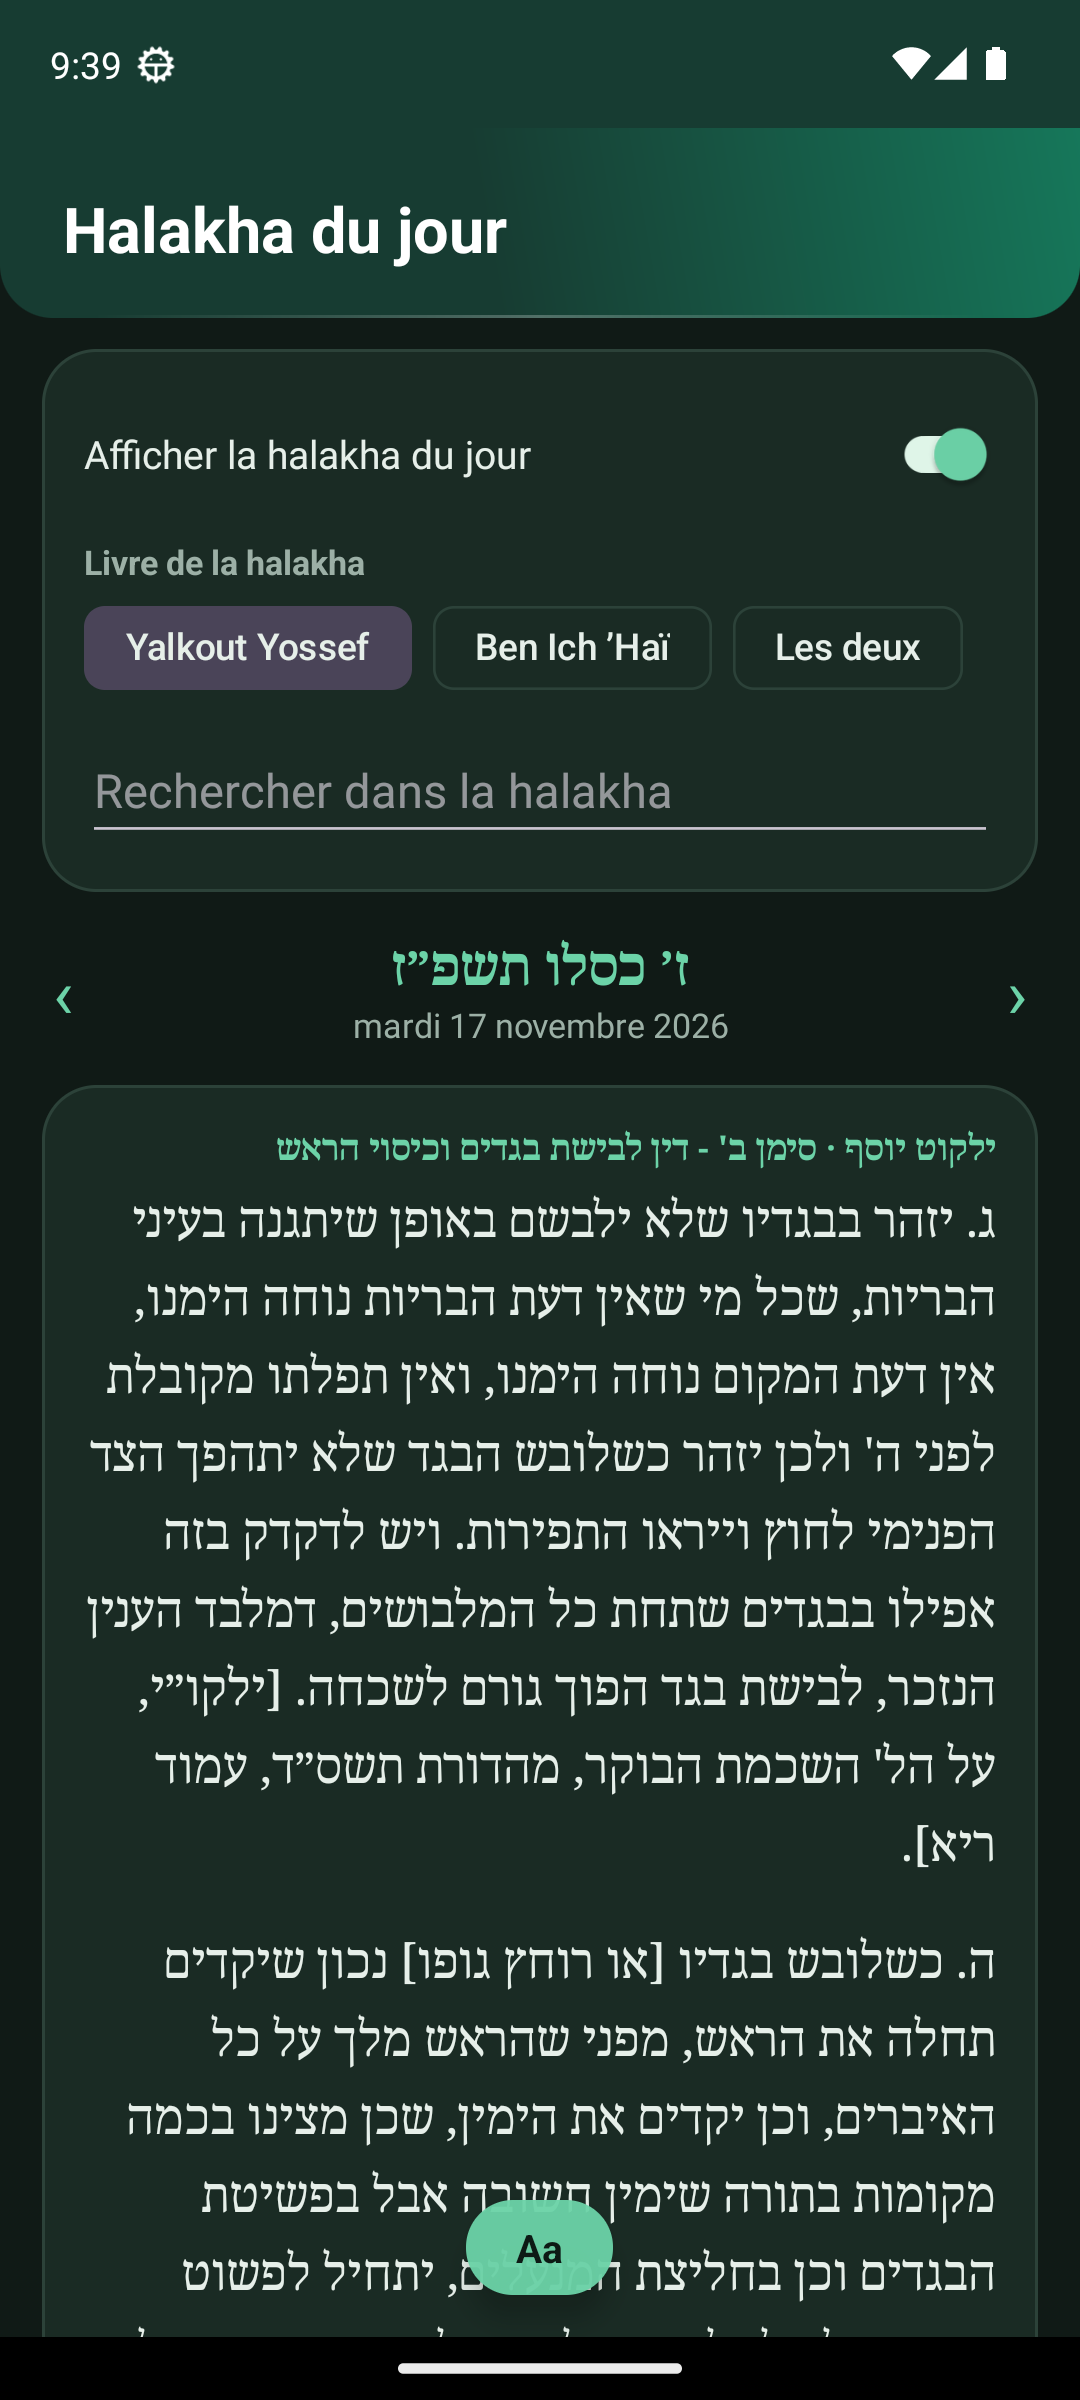 9:39
Halakha du jour
Afficher la halakha du jour
Livre de la halakha
Yalkout Yossef
Ben Ich ’Haï
Les deux
Rechercher dans la halakha
‹
ז׳ כסלו תשפ״ז
›
mardi 17 novembre 2026
ילקוט יוסף · סימן ב' - דין לבישת בגדים וכיסוי הראש
ג. יזהר בבגדיו שלא ילבשם באופן שיתגנה בעיני
הבריות, שכל מי שאין דעת הבריות נוחה הימנו,
אין דעת המקום נוחה הימנו, ואין תפלתו מקובלת
לפני ה' ולכן יזהר כשלובש הבגד שלא יתהפך הצד
הפנימי לחוץ וייראו התפירות. ויש לדקדק בזה
אפילו בבגדים שתחת כל המלבושים, דמלבד הענין
הנזכר, לבישת בגד הפוך גורם לשכחה. [ילקו״י,
על הל' השכמת הבוקר, מהדורת תשס״ד, עמוד
ריא].
ה. כשלובש בגדיו [או רוחץ גופו] נכון שיקדים
תחלה את הראש, מפני שהראש מלך על כל
האיברים, וכן יקדים את הימין, שכן מצינו בכמה
מקומות בתורה שימין חשובה אבל בפשיטת
הבגדים וכן בחליצת המנעלים, יתחיל לפשוט
Aa